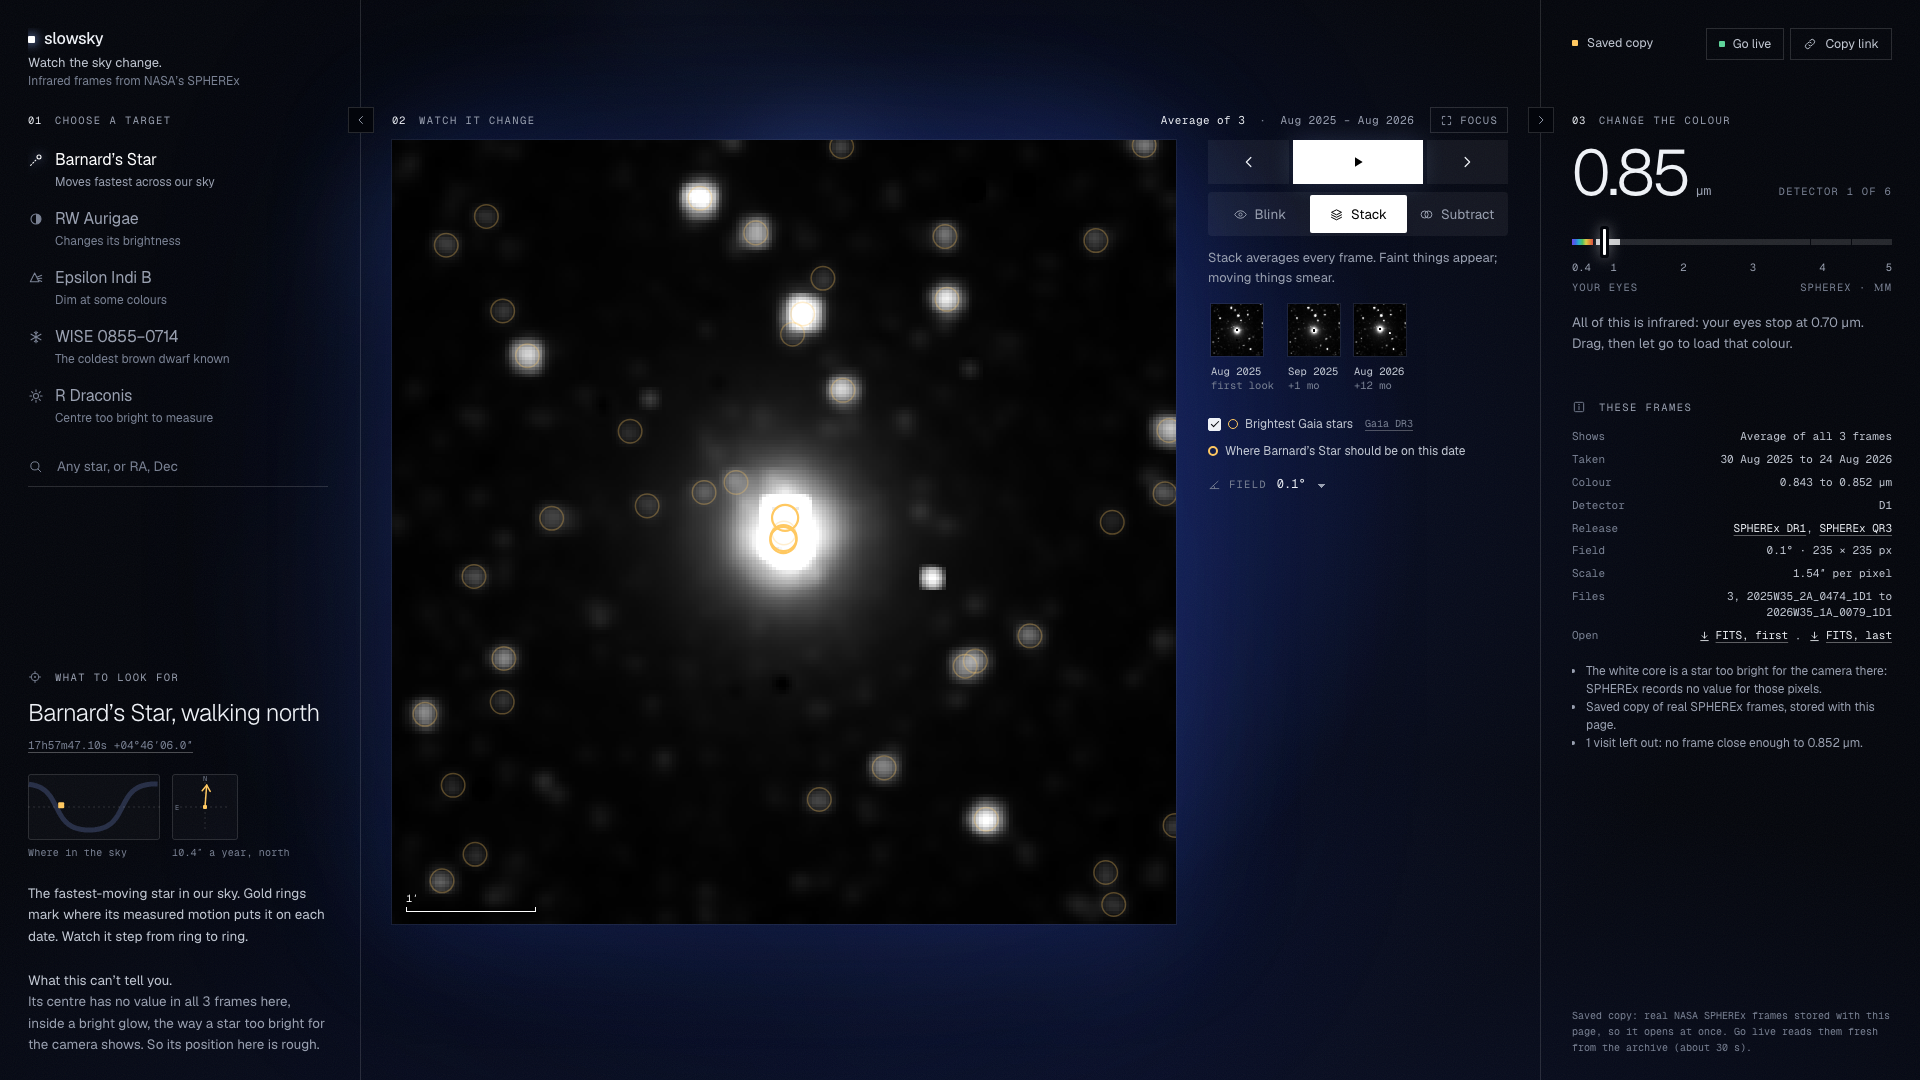 slowsky
Watch the sky change.
Infrared frames from NASA's SPHEREx
01 CHOOSE A TARGET
Barnard's Star
Moves fastest across our sky
RW Aurigae
Changes its brightness
Epsilon Indi B
Dim at some colours
WISE 0855–0714
The coldest brown dwarf known
R Draconis
Centre too bright to measure
Any star, or RA, Dec
WHAT TO LOOK FOR
Barnard's Star, walking north
17h57m47.10s +04°46′06.0″
N
E
Where in the sky
10.4″ a year, north
The fastest-moving star in our sky. Gold rings
mark where its measured motion puts it on each
date. Watch it step from ring to ring.
What this can't tell you.
Its centre has no value in all 3 frames here,
inside a bright glow, the way a star too bright for
the camera shows. So its position here is rough.
02 WATCH IT CHANGE
Average of 3 · Aug 2025 – Aug 2026
FOCUS
1′
Blink
Stack
Subtract
Stack averages every frame. Faint things appear;
moving things smear.
Aug 2025 Sep 2025 Aug 2026
first look +1 mo +12 mo
Brightest Gaia stars Gaia DR3
Where Barnard's Star should be on this date
FIELD 0.1°
Saved copy
Go live
Copy link
03 CHANGE THE COLOUR
0.85 µm
DETECTOR 1 OF 6
0.4 1 2 3 4 5
YOUR EYES SPHEREX · ΜM
All of this is infrared: your eyes stop at 0.70 µm.
Drag, then let go to load that colour.
THESE FRAMES
Shows Average of all 3 frames
Taken 30 Aug 2025 to 24 Aug 2026
Colour 0.843 to 0.852 µm
Detector D1
Release SPHEREx DR1, SPHEREx QR3
Field 0.1° · 235 × 235 px
Scale 1.54″ per pixel
Files 3, 2025W35_2A_0474_1D1 to
2026W35_1A_0079_1D1
Open FITS, first · FITS, last
• The white core is a star too bright for the camera there:
SPHEREx records no value for those pixels.
• Saved copy of real SPHEREx frames, stored with this
page.
• 1 visit left out: no frame close enough to 0.852 µm.
Saved copy: real NASA SPHEREx frames stored with this
page, so it opens at once. Go live reads them fresh
from the archive (about 30 s).